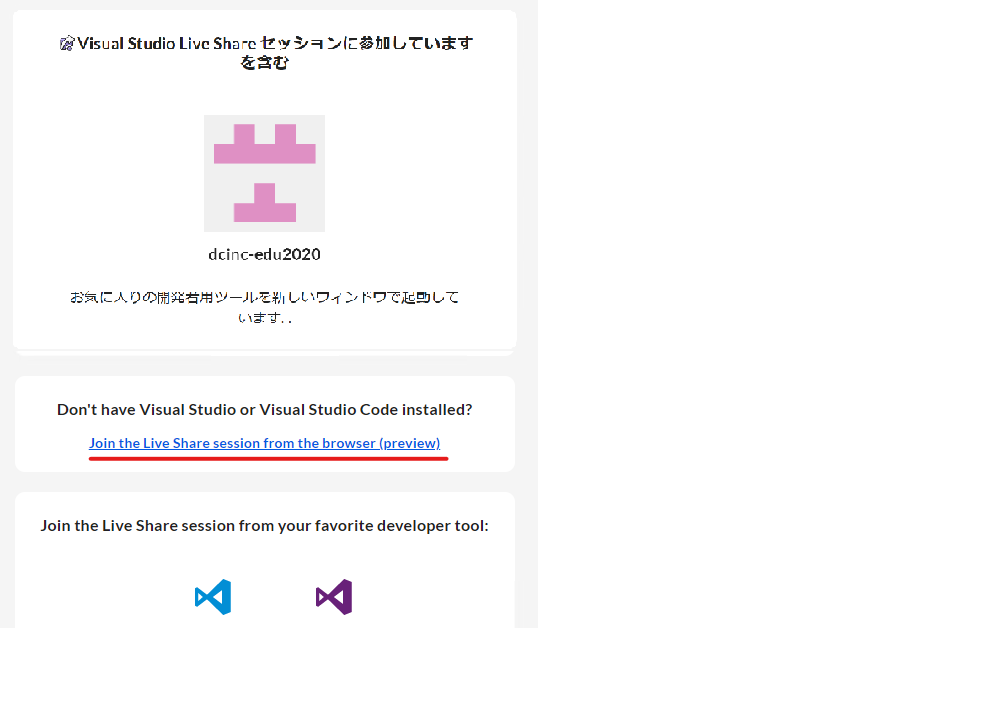 Visual Studio Live Share セッションに参加しています
を含む
dcinc-edu2020
お気に入りの開発者用ツールを新しいウィンドウで起動して
います..
Don't have Visual Studio or Visual Studio Code installed?
Join the Live Share session from the browser (preview)
Join the Live Share session from your favorite developer tool: